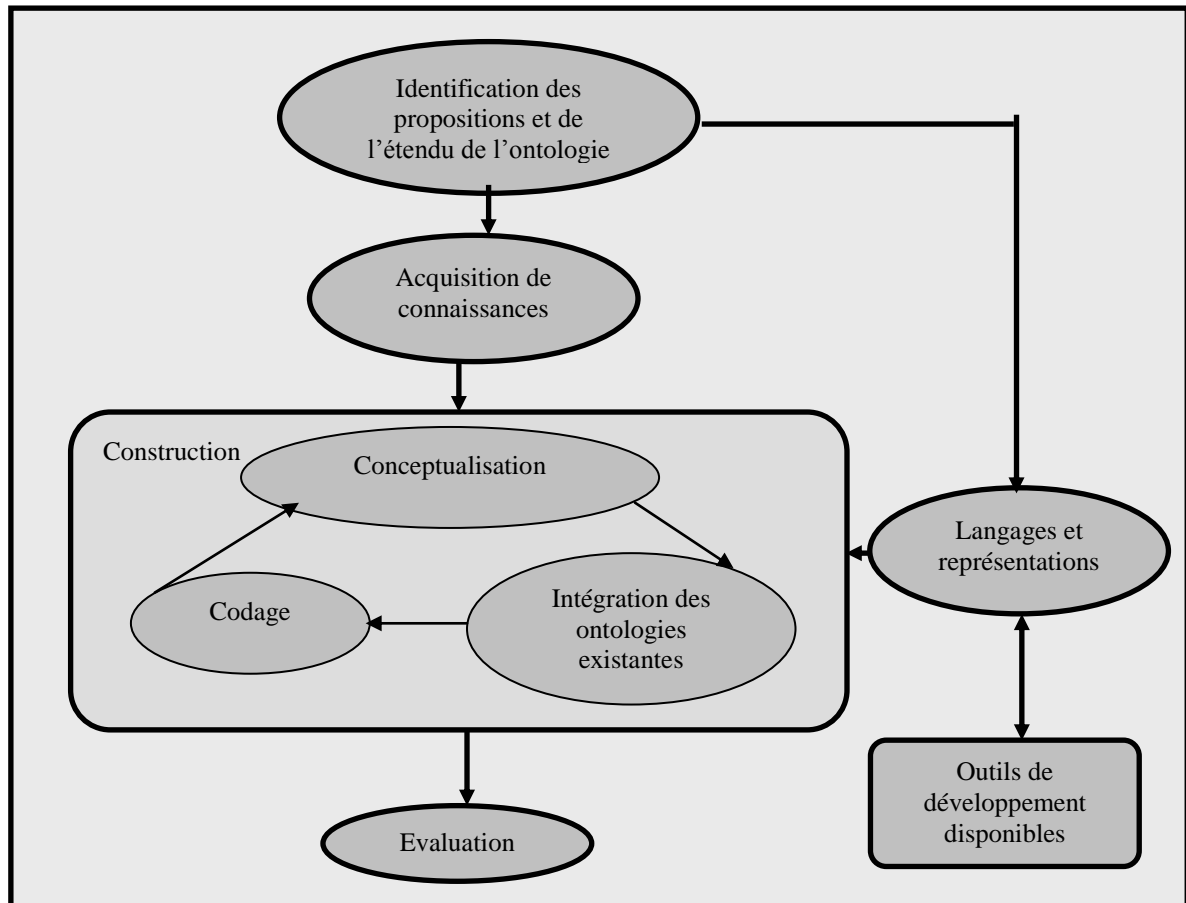 Identification des
propositions et de
l’étendu de l’ontologie
Acquisition de
connaissances
Construction
Conceptualisation
Langages et
représentations
Intégration des
ontologies
existantes
Codage
Outils de
développement
disponibles
Evaluation